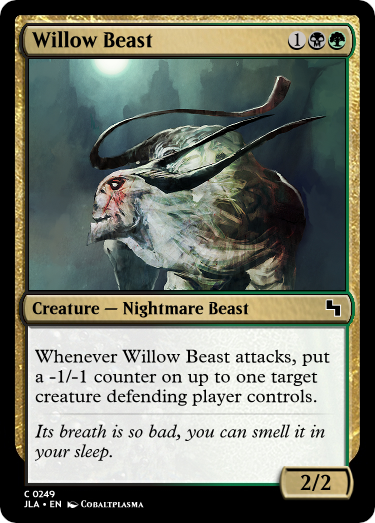 Willow Beast 1
Creature — Nightmare Beast
Whenever Willow Beast attacks, put
a -1/-1 counter on up to one target
creature defending player controls.
Its breath is so bad, you can smell it in
your sleep.
2/2
C 0249
JLA • EN Cobaltplasma